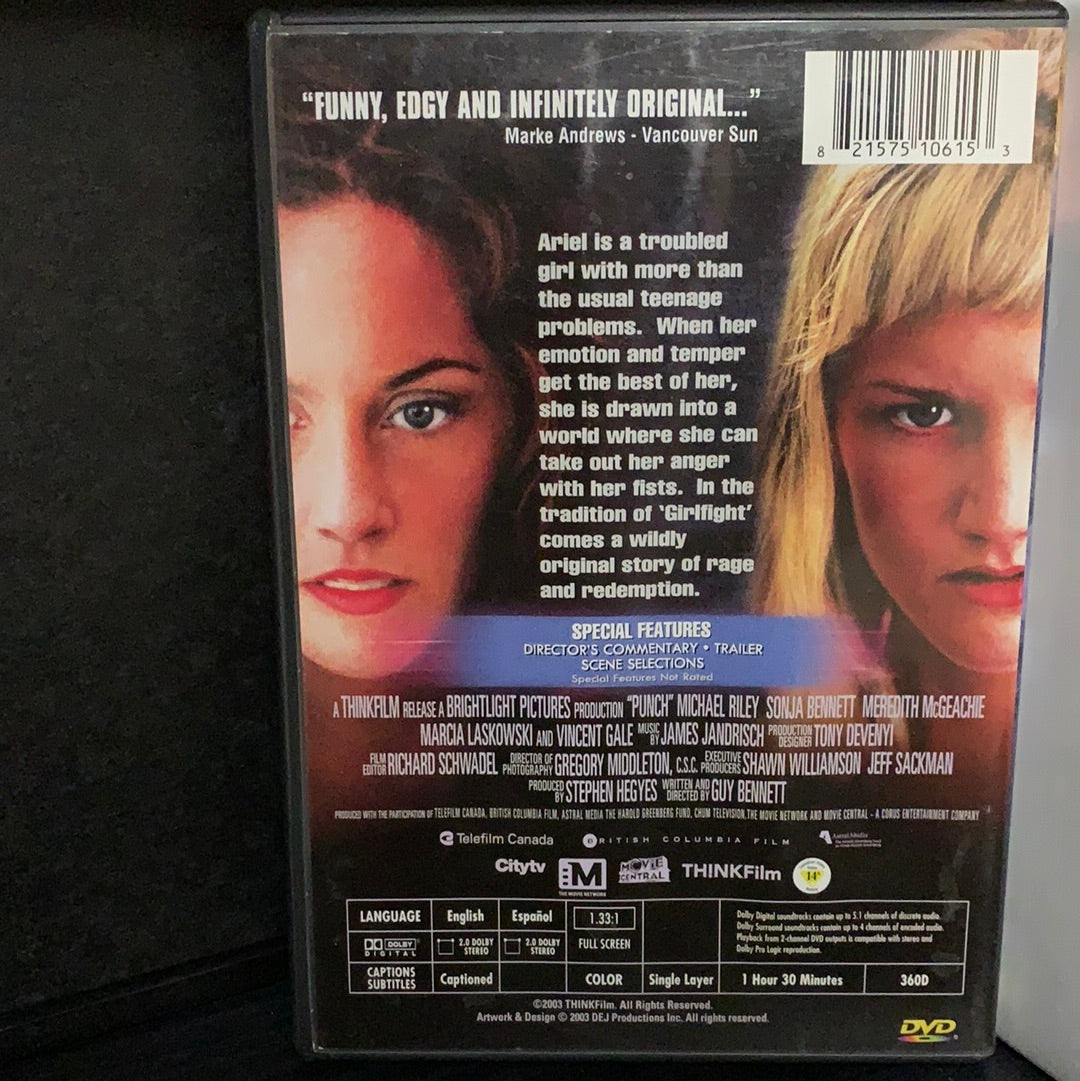 “FUNNY, EDGY AND INFINITELY ORIGINAL...”
Marke Andrews - Vancouver Sun
8 21575 10615 3
Ariel is a troubled
girl with more than
the usual teenage
problems. When her
emotion and temper
get the best of her,
she is drawn into a
world where she can
take out her anger
with her fists. In the
tradition of ‘Girlfight’
comes a wildly
original story of rage
and redemption.
SPECIAL FEATURES
DIRECTOR'S COMMENTARY • TRAILER
SCENE SELECTIONS
Special Features Not Rated
A THINKFILM RELEASE A BRIGHTLIGHT PICTURES PRODUCTION “PUNCH” MICHAEL RILEY SONJA BENNETT MEREDITH McGEACHIE
MARCIA LASKOWSKI AND VINCENT GALE MUSIC BY JAMES JANDRISCH PRODUCTION DESIGNER TONY DEVENYI
FILM EDITOR RICHARD SCHWADEL DIRECTOR OF PHOTOGRAPHY GREGORY MIDDLETON, C.S.C. EXECUTIVE PRODUCERS SHAWN WILLIAMSON JEFF SACKMAN
PRODUCED BY STEPHEN HEGYES WRITTEN AND DIRECTED BY GUY BENNETT
PRODUCED WITH THE PARTICIPATION OF TELEFILM CANADA, BRITISH COLUMBIA FILM, ASTRAL MEDIA THE HAROLD GREENBERG FUND, CHUM TELEVISION, THE MOVIE NETWORK AND MOVIE CENTRAL - A CORUS ENTERTAINMENT COMPANY
Telefilm Canada BRITISH COLUMBIA FILM Astral Media
Citytv M THE MOVIE NETWORK MOVIE CENTRAL THINKFilm 14
LANGUAGE English Español 1.33:1
DOLBY DIGITAL 2.0 DOLBY STEREO 2.0 DOLBY STEREO FULL SCREEN
Dolby Digital soundtracks contain up to 5.1 channels of discrete audio.
Dolby Surround soundtracks contain up to 4 channels of encoded audio.
Playback from 2-channel DVD outputs is compatible with stereo and
Dolby Pro Logic reproduction.
CAPTIONS SUBTITLES Captioned COLOR Single Layer 1 Hour 30 Minutes 360D
©2003 THINKFilm. All Rights Reserved.
Artwork & Design © 2003 DEJ Productions Inc. All rights reserved.
DVD